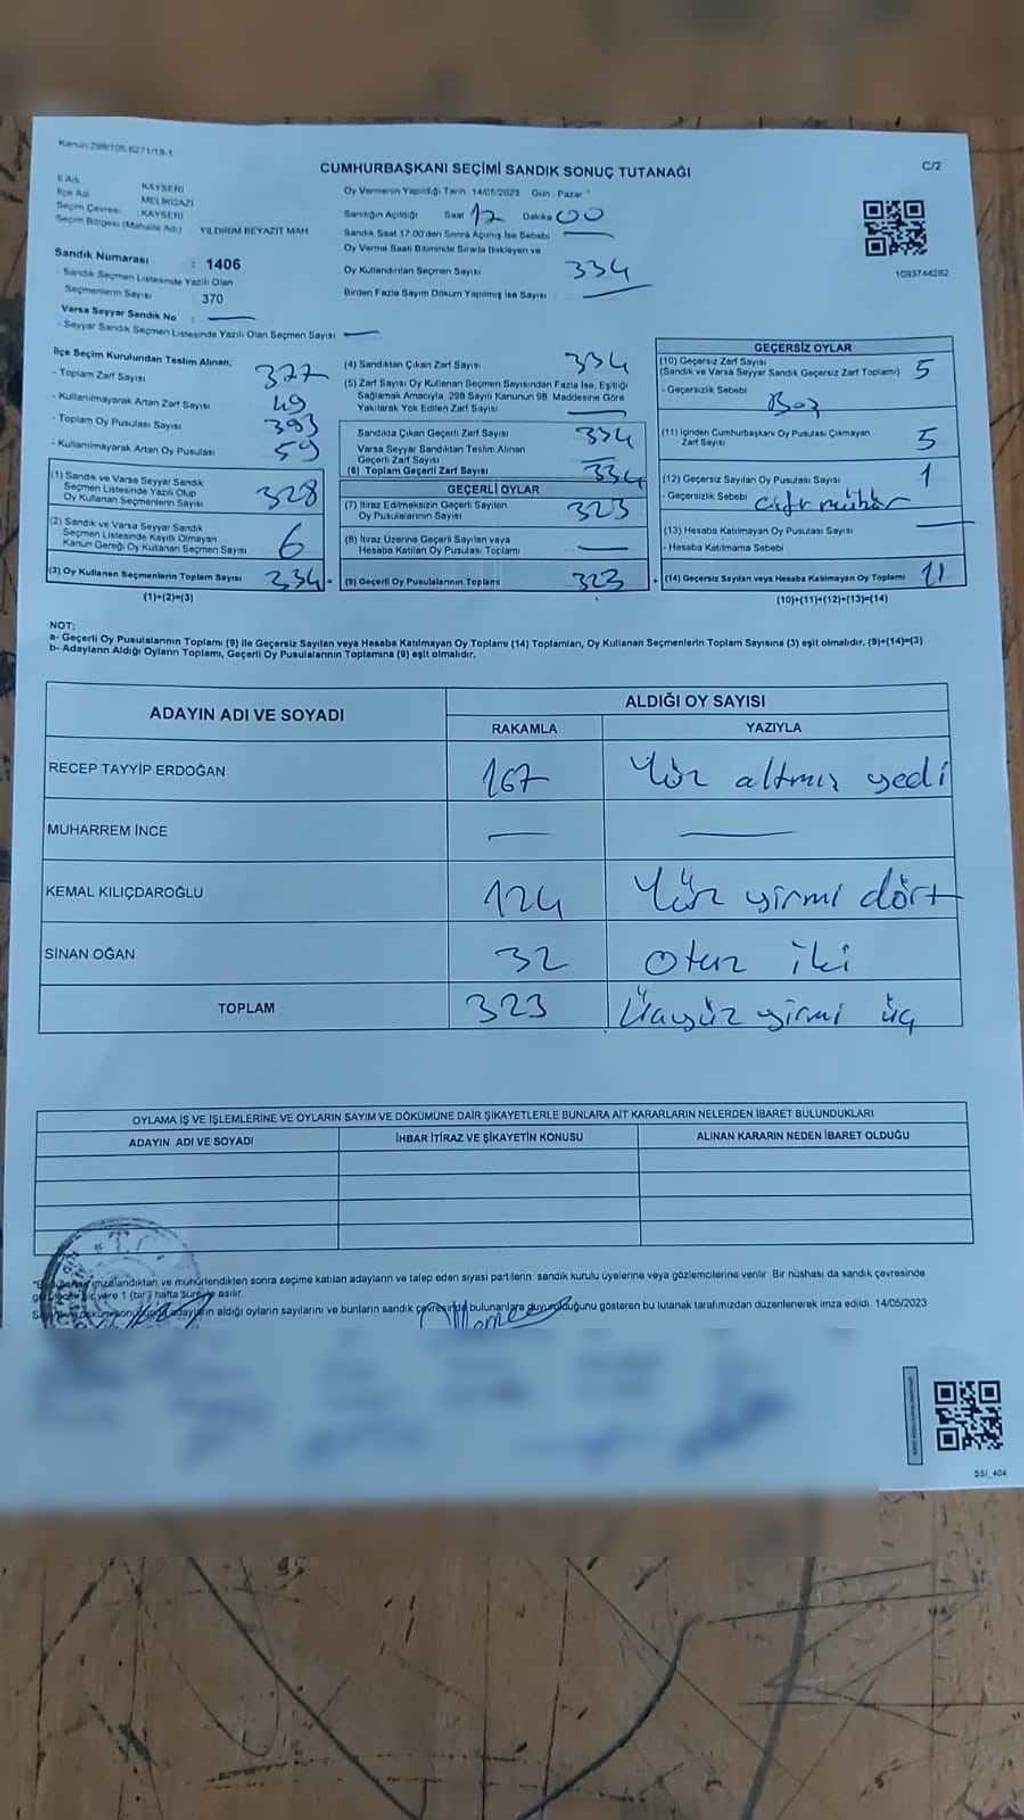 Kanun:298/105.6271/19-1
CUMHURBAŞKANI SEÇİMİ SANDIK SONUÇ TUTANAĞI
C/2
İl Adı : KAYSERİ
İlçe Adı : MELİKGAZİ
Seçim Çevresi : KAYSERİ
Seçim Bölgesi (Mahalle Adı) : YILDIRIM BEYAZIT MAH
Sandık Numarası : 1406
- Sandık Seçmen Listesinde Yazılı Olan
Seçmenlerin Sayısı 370
Varsa Seyyar Sandık No :
- Seyyar Sandık Seçmen Listesinde Yazılı Olan Seçmen Sayısı
Oy Vermenin Yapıldığı Tarih 14/05/2023 Gün : Pazar
Sandığın Açıldığı Saat 17 Dakika 00
Sandık Saat 17:00'den Sonra Açılmış İse Sebebi
Oy Verme Saati Bitiminde Sırada Bekleyen ve
Oy Kullandırılan Seçmen Sayısı 334
Birden Fazla Sayım Döküm Yapılmış İse Sayısı
1093744282
İlçe Seçim Kurulundan Teslim Alınan;
- Toplam Zarf Sayısı 377
- Kullanılmayarak Artan Zarf Sayısı 49
- Toplam Oy Pusulası Sayısı 393
- Kullanılmayarak Artan Oy Pusulası 59
(1) Sandık ve Varsa Seyyar Sandık
Seçmen Listesinde Yazılı Olup
Oy Kullanan Seçmenlerin Sayısı 328
(2) Sandık ve Varsa Seyyar Sandık
Seçmen Listesinde Kayıtlı Olmayan
Kanun Gereği Oy Kullanan Seçmen Sayısı 6
(3) Oy Kullanan Seçmenlerin Toplam Sayısı 334
(1)+(2)=(3)
(4) Sandıktan Çıkan Zarf Sayısı 334
(5) Zarf Sayısı Oy Kullanan Seçmen Sayısından Fazla İse, Eşitliği
Sağlamak Amacıyla, 298 Sayılı Kanunun 98. Maddesine Göre
Yakılarak Yok Edilen Zarf Sayısı
Sandıkta Çıkan Geçerli Zarf Sayısı 334
Varsa Seyyar Sandıktan Teslim Alınan
Geçerli Zarf Sayısı
(6) Toplam Geçerli Zarf Sayısı 334
GEÇERLİ OYLAR
(7) İtiraz Edilmeksizin Geçerli Sayılan
Oy Pusulalarının Sayısı 323
(8) İtiraz Üzerine Geçerli Sayılan veya
Hesaba Katılan Oy Pusulası Toplamı
(9) Geçerli Oy Pusulalarının Toplamı 323
GEÇERSİZ OYLAR
(10) Geçersiz Zarf Sayısı
(Sandık ve Varsa Seyyar Sandık Geçersiz Zarf Toplamı) 5
- Geçersizlik Sebebi
Boş
(11) İçinden Cumhurbaşkanı Oy Pusulası Çıkmayan
Zarf Sayısı 5
(12) Geçersiz Sayılan Oy Pusulası Sayısı 1
- Geçersizlik Sebebi Çift mühür
(13) Hesaba Katılmayan Oy Pusulası Sayısı
- Hesaba Katılmama Sebebi
(14) Geçersiz Sayılan veya Hesaba Katılmayan Oy Toplamı 11
(10)+(11)+(12)+(13)=(14)
NOT:
a- Geçerli Oy Pusulalarının Toplamı (9) ile Geçersiz Sayılan veya Hesaba Katılmayan Oy Toplamı (14) Toplamları, Oy Kullanan Seçmenlerin Toplam Sayısına (3) eşit olmalıdır. (9)+(14)=(3)
b- Adayların Aldığı Oyların Toplamı, Geçerli Oy Pusulalarının Toplamına (9) eşit olmalıdır.
ADAYIN ADI VE SOYADI
ALDIĞI OY SAYISI
RAKAMLA YAZIYLA
RECEP TAYYİP ERDOĞAN 167 Yüz altmış yedi
MUHARREM İNCE
KEMAL KILIÇDAROĞLU 124 Yüz yirmi dört
SİNAN OĞAN 32 Otuz iki
TOPLAM 323 Üçyüz yirmi üç
OYLAMA İŞ VE İŞLEMLERİNE VE OYLARIN SAYIM VE DÖKÜMÜNE DAİR ŞİKAYETLERLE BUNLARA AİT KARARLARIN NELERDEN İBARET BULUNDUKLARI
ADAYIN ADI VE SOYADI İHBAR İTİRAZ VE ŞİKAYETİN KONUSU ALINAN KARARIN NEDEN İBARET OLDUĞU
imzalandıktan ve mühürlendikten sonra seçime katılan adayların ve talep eden siyasi partilerin sandık kurulu üyelerine veya gözlemcilerine verilir. Bir nüshası da sandık çevresinde
yere 1 (bir) hafta süreyle asılır.
adayların aldığı oyların sayılarını ve bunların sandık çevresinde bulunanlara duyurulduğunu gösteren bu tutanak tarafımızdan düzenlenerek imza edildi. 14/05/2023
SSI_404